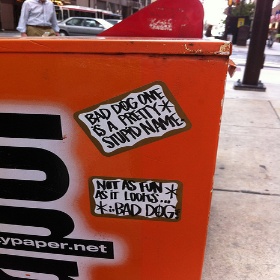 BAD DOG ONE
IS A PRETTY
STUPID NAME*
NOT AS FUN *
AS IT LOOKS...
*::BAD DOG
ypaper.net